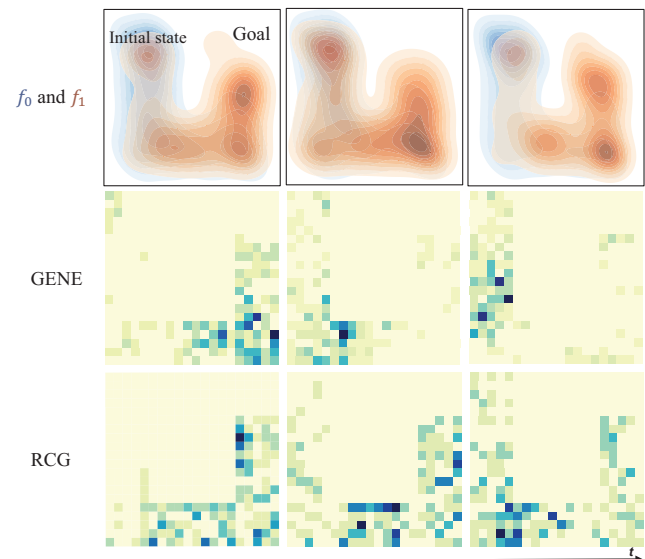 Initial state
Goal
f₀ and f₁
GENE
RCG
t